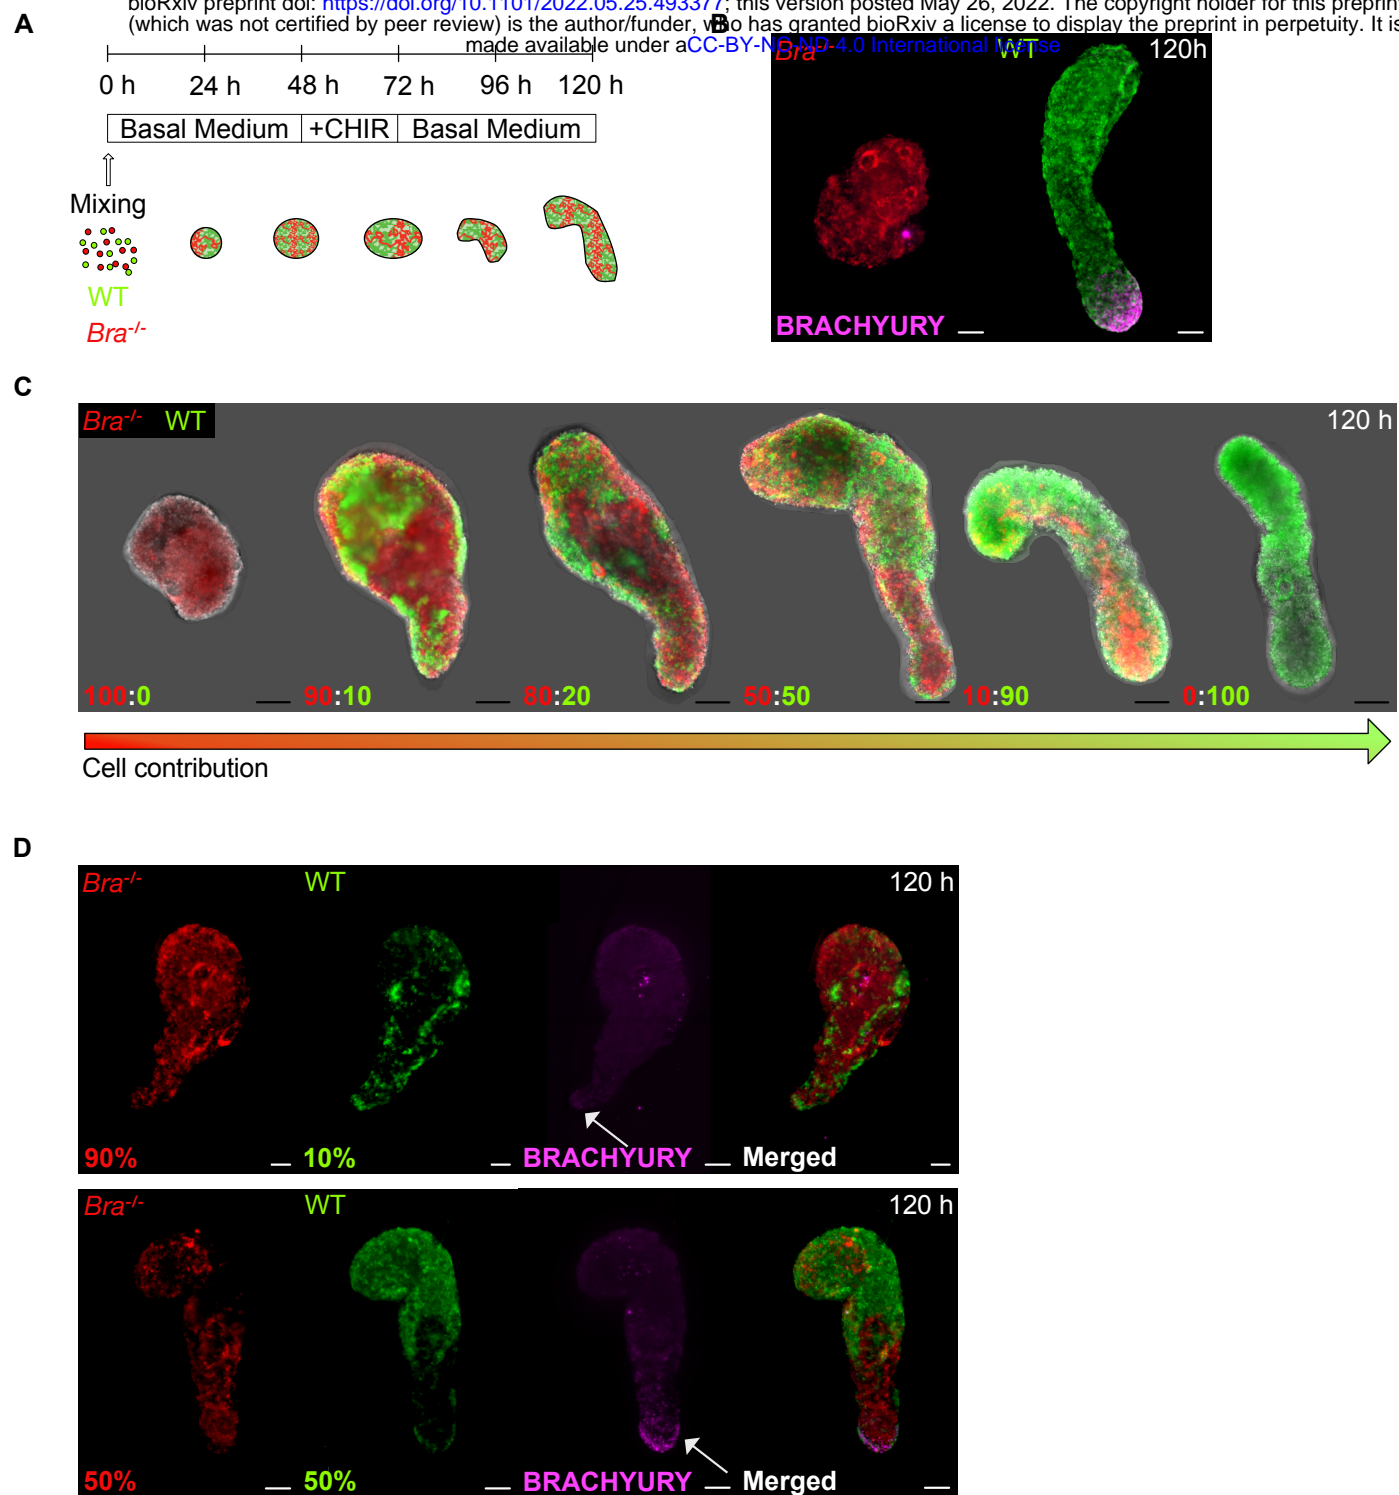 bioRxiv preprint doi: https://doi.org/10.1101/2022.05.25.493377; this version posted May 26, 2022. The copyright holder for this preprint
(which was not certified by peer review) is the author/funder, who has granted bioRxiv a license to display the preprint in perpetuity. It is
made available under aCC-BY-NC-ND 4.0 International license
A
0 h 24 h 48 h 72 h 96 h 120 h
Basal Medium +CHIR Basal Medium
Mixing
WT
Bra-/-
B
Bra-/- WT 120h
BRACHYURY
C
Bra-/- WT 120 h
100:0 90:10 80:20 50:50 10:90 0:100
Cell contribution
D
Bra-/- WT 120 h
90% 10% BRACHYURY Merged
Bra-/- WT 120 h
50% 50% BRACHYURY Merged